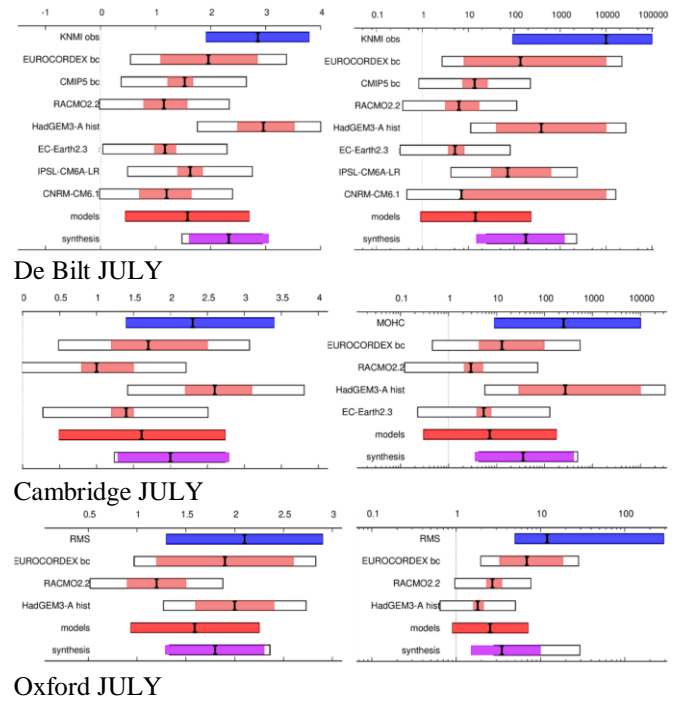 -1 0 1 2 3 4
KNMI obs
EUROCORDEX bc
CMIP5 bc
RACMO2.2
HadGEM3-A hist
EC-Earth2.3
IPSL-CM6A-LR
CNRM-CM6.1
models
synthesis
0.1 1 10 100 1000 10000 100000
KNMI obs
EUROCORDEX bc
CMIP5 bc
RACMO2.2
HadGEM3-A hist
EC-Earth2.3
IPSL-CM6A-LR
CNRM-CM6.1
models
synthesis
De Bilt JULY
0 0.5 1 1.5 2 2.5 3 3.5 4
0.1 1 10 100 1000 10000
MOHC
EUROCORDEX bc
RACMO2.2
HadGEM3-A hist
EC-Earth2.3
models
synthesis
Cambridge JULY
0.5 1 1.5 2 2.5 3
RMS
EUROCORDEX bc
RACMO2.2
HadGEM3-A hist
models
synthesis
0.1 1 10 100
RMS
EUROCORDEX bc
RACMO2.2
HadGEM3-A hist
models
synthesis
Oxford JULY